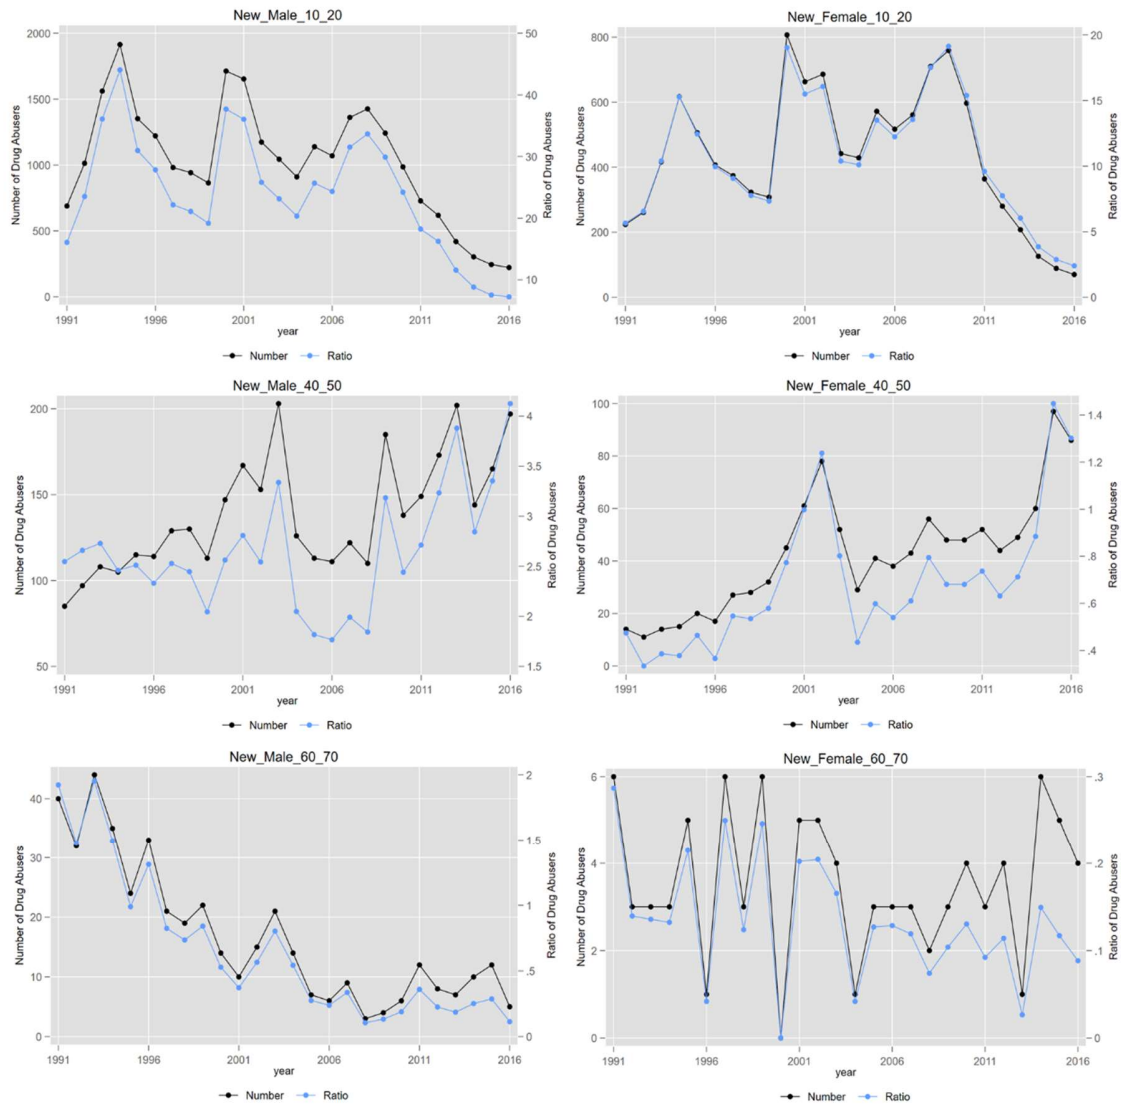 New_Male_10_20
Number of Drug Abusers
2000
1500
1000
500
0
50
40
30
20
10
Ratio of Drug Abusers
1991 1996 2001 2006 2011 2016
year
Number Ratio
New_Female_10_20
Number of Drug Abusers
800
600
400
200
0
20
15
10
5
0
Ratio of Drug Abusers
1991 1996 2001 2006 2011 2016
year
Number Ratio
New_Male_40_50
Number of Drug Abusers
200
150
100
50
4
3.5
3
2.5
2
1.5
Ratio of Drug Abusers
1991 1996 2001 2006 2011 2016
year
Number Ratio
New_Female_40_50
Number of Drug Abusers
100
80
60
40
20
0
1.4
1.2
1
.8
.6
.4
Ratio of Drug Abusers
1991 1996 2001 2006 2011 2016
year
Number Ratio
New_Male_60_70
Number of Drug Abusers
40
30
20
10
0
2
1.5
1
.5
0
Ratio of Drug Abusers
1991 1996 2001 2006 2011 2016
year
Number Ratio
New_Female_60_70
Number of Drug Abusers
6
4
2
0
.3
.2
.1
0
Ratio of Drug Abusers
1991 1996 2001 2006 2011 2016
year
Number Ratio